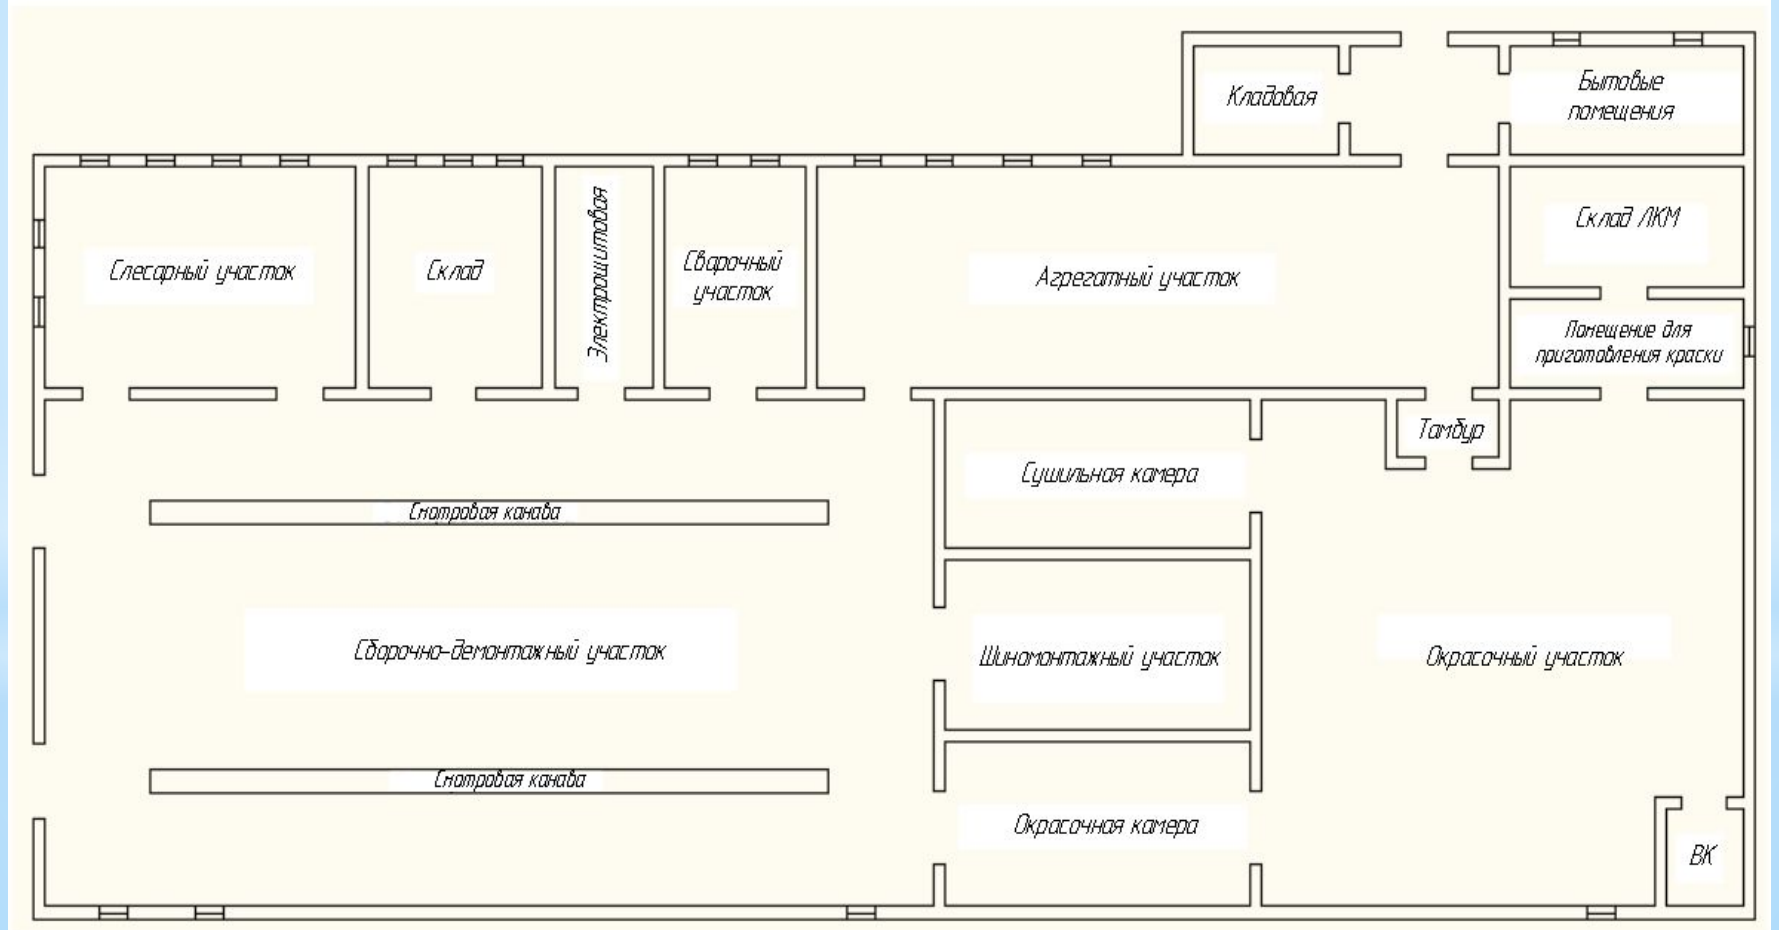 Кладовая
Бытовые
помещения
Склад ЛКМ
Слесарный участок
Склад
Электрощитовая
Сварочный
участок
Агрегатный участок
Помещение для
приготовления краски
Тамбур
Сушильная камера
Смотровая канава
Сборочно-демонтажный участок
Шиномонтажный участок
Окрасочный участок
Смотровая канава
Окрасочная камера
ВК